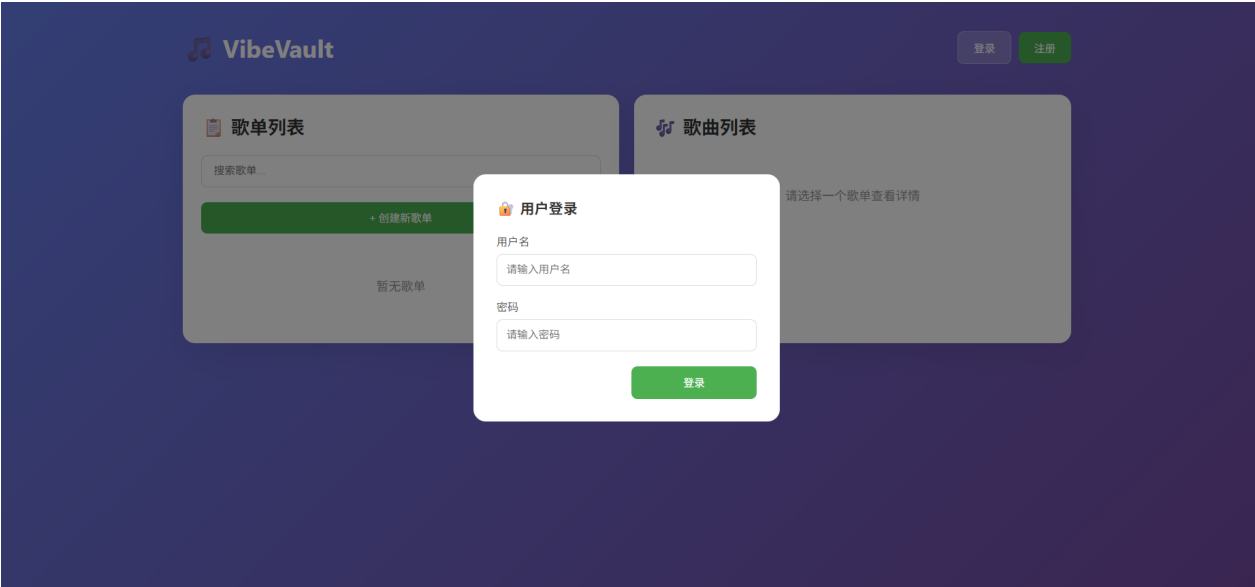 VibeVault
登录
注册
歌单列表
搜索歌单...
+ 创建新歌单
暂无歌单
歌曲列表
请选择一个歌单查看详情
用户登录
用户名
请输入用户名
密码
请输入密码
登录